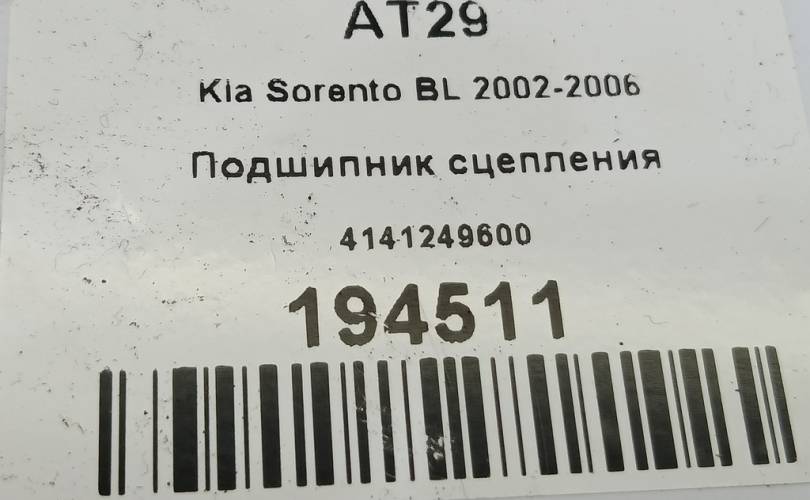 AT29
Kia Sorento BL 2002-2006
Подшипник сцепления
4141249600
194511